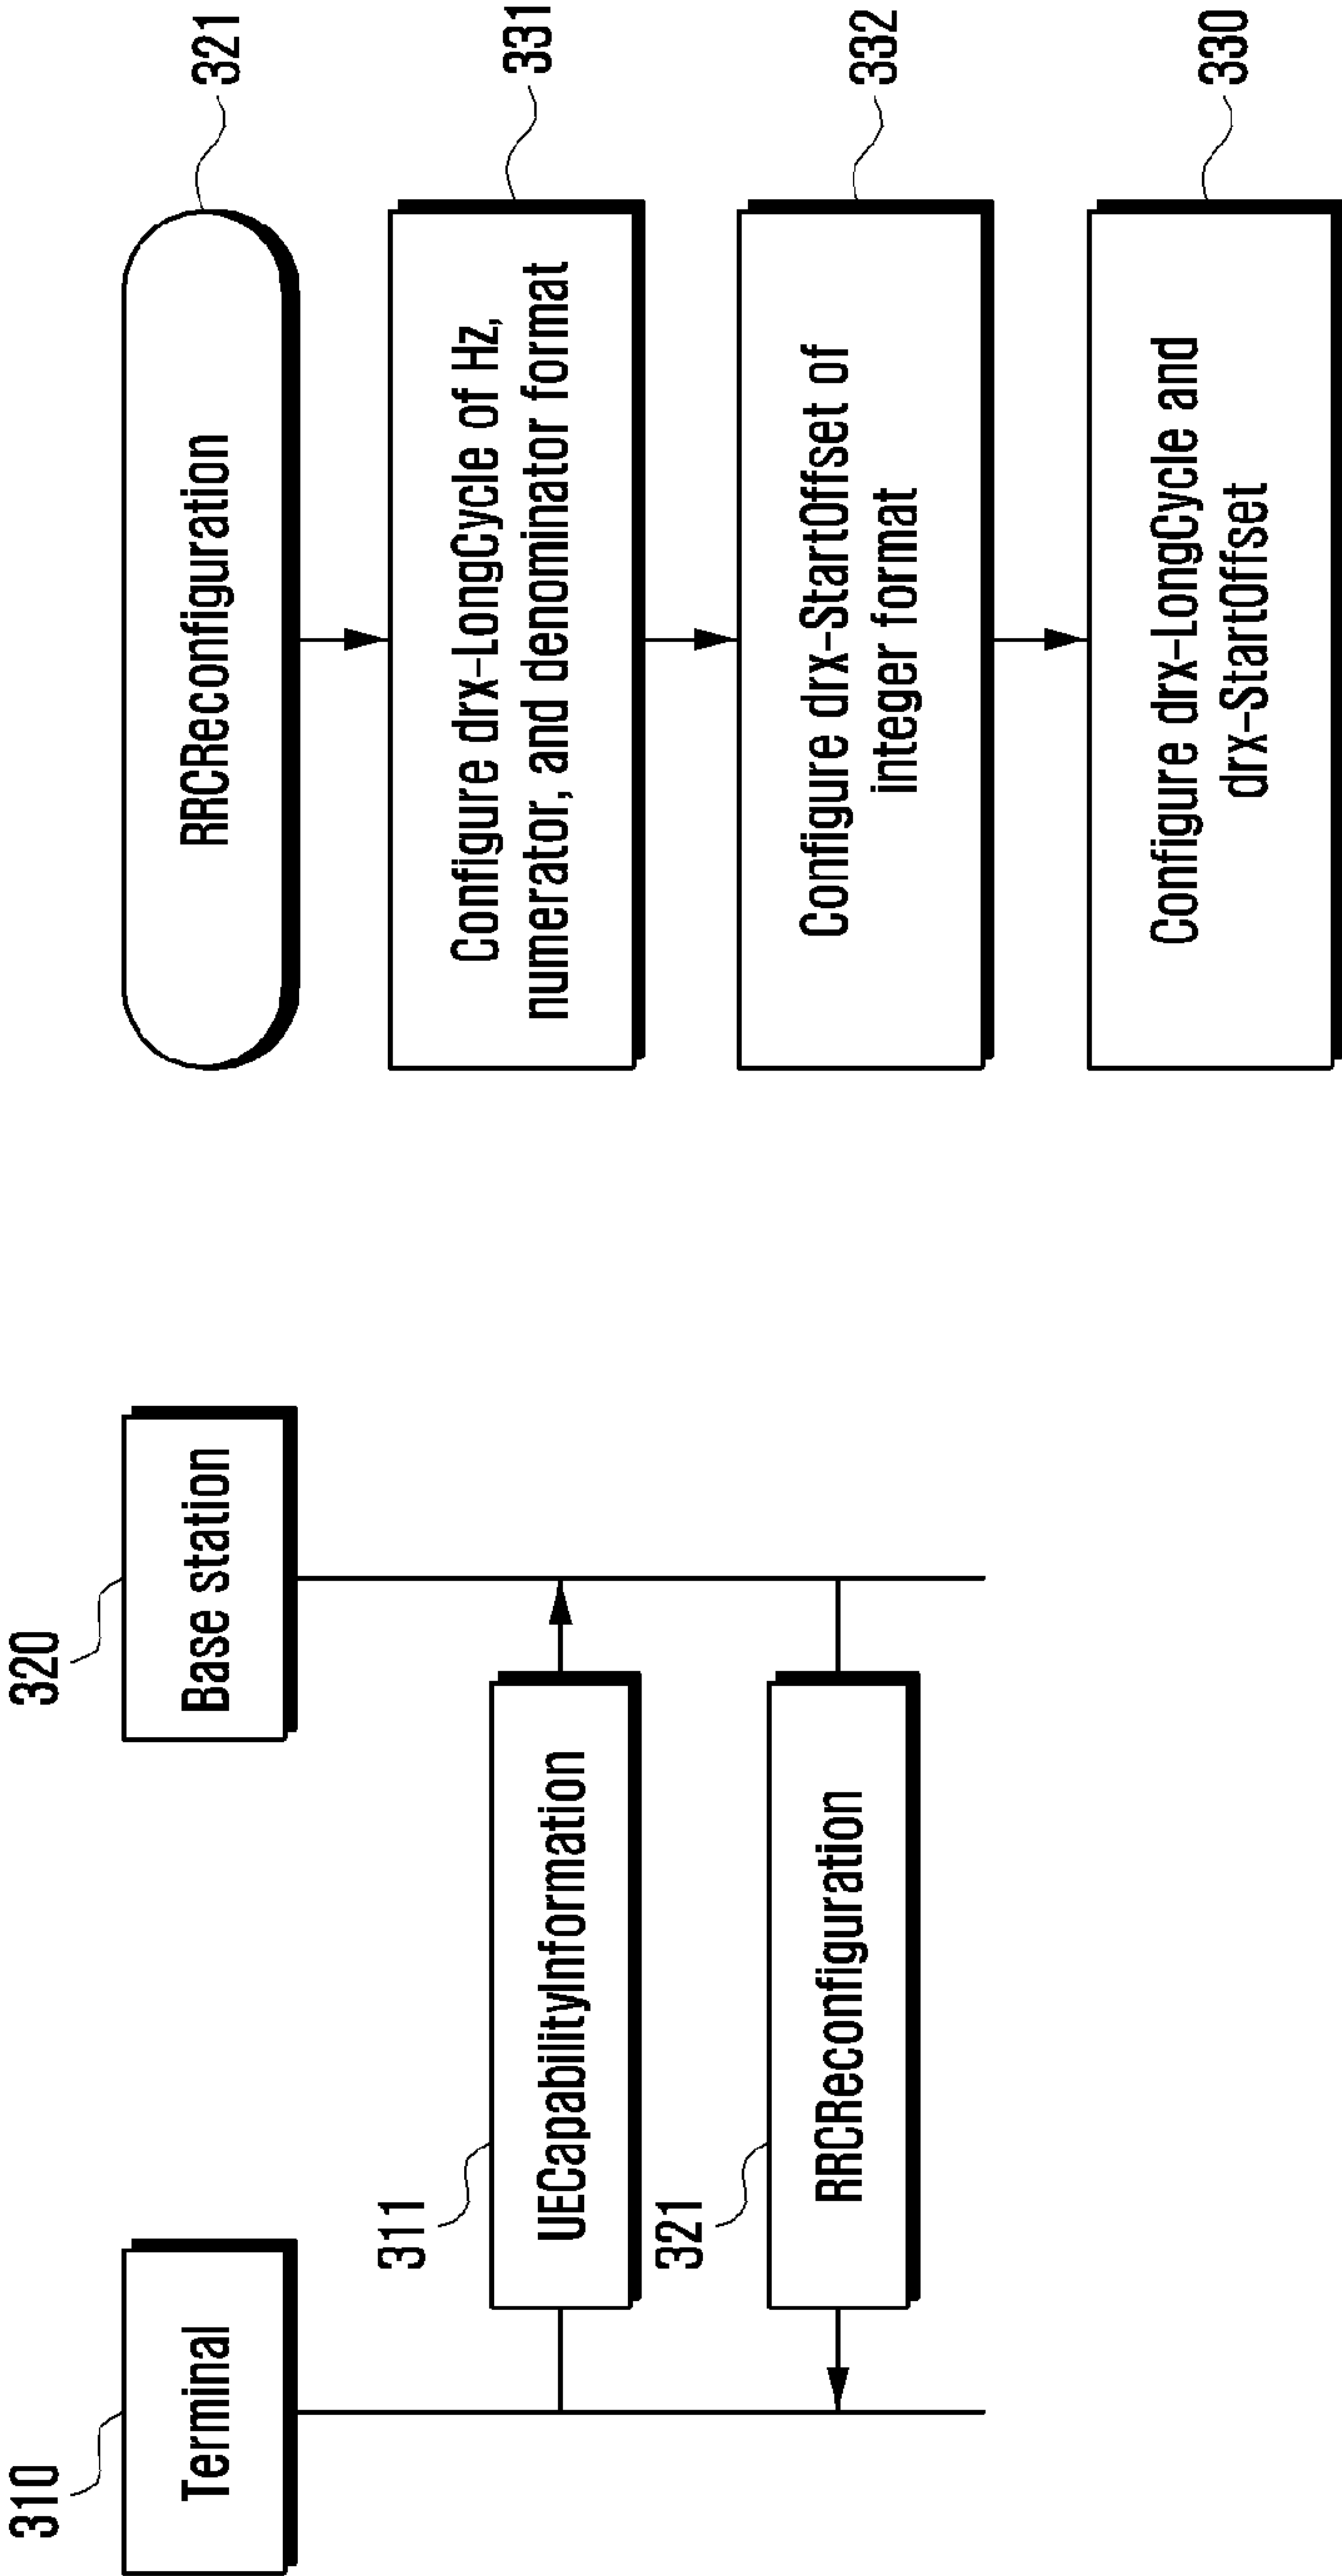 310
Terminal
320
Base station
311
UECapabilityInformation
321
RRCReconfiguration
RRCReconfiguration
321
Configure drx-LongCycle of Hz,
numerator, and denominator format
331
Configure drx-StartOffset of
integer format
332
Configure drx-LongCycle and
drx-StartOffset
330